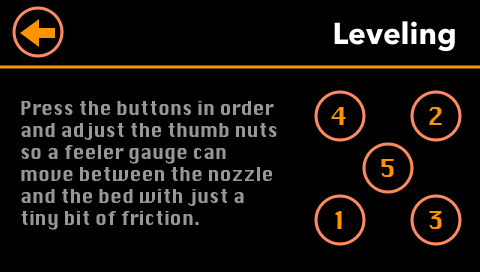 Leveling
Press the buttons in order
and adjust the thumb nuts
so a feeler gauge can
move between the nozzle
and the bed with just a
tiny bit of friction.
4 2
5
1 3